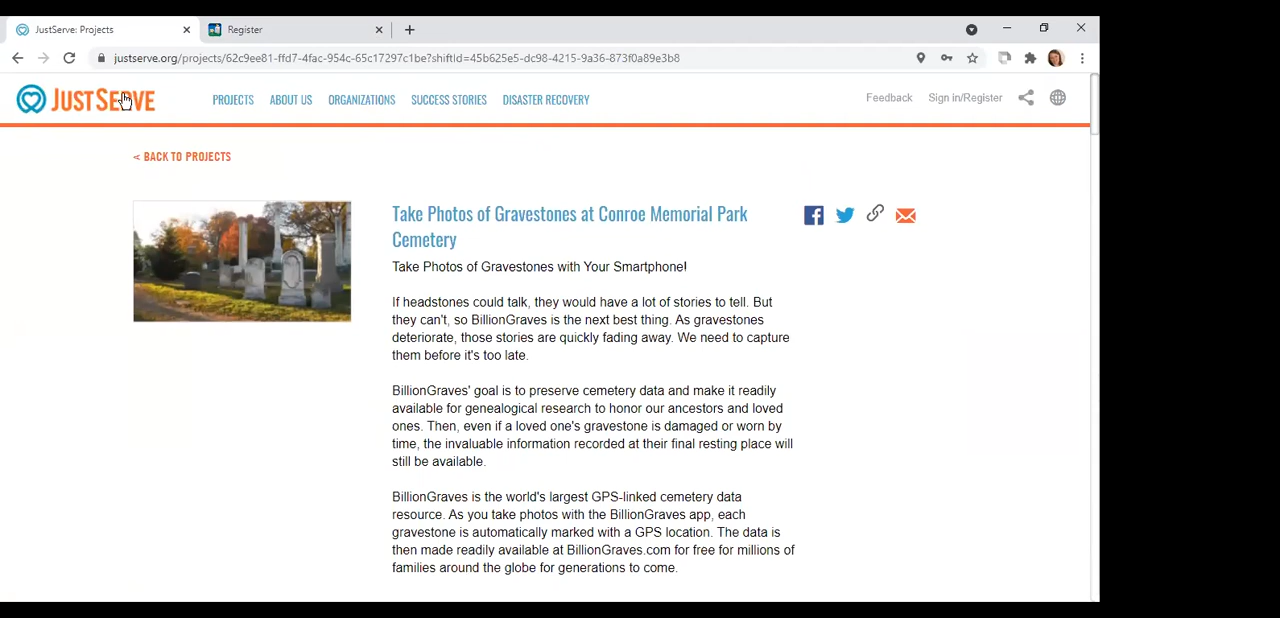 JustServe: Projects
Register
justserve.org/projects/62c9ee81-ffd7-4fac-954c-65c17297c1be?shiftId=45b625e5-dc98-4215-9a36-873f0a89e3b8
JUSTSERVE
PROJECTS ABOUT US ORGANIZATIONS SUCCESS STORIES DISASTER RECOVERY
Feedback Sign in/Register
< BACK TO PROJECTS
Take Photos of Gravestones at Conroe Memorial Park
Cemetery
Take Photos of Gravestones with Your Smartphone!
If headstones could talk, they would have a lot of stories to tell. But
they can't, so BillionGraves is the next best thing. As gravestones
deteriorate, those stories are quickly fading away. We need to capture
them before it's too late.
BillionGraves' goal is to preserve cemetery data and make it readily
available for genealogical research to honor our ancestors and loved
ones. Then, even if a loved one's gravestone is damaged or worn by
time, the invaluable information recorded at their final resting place will
still be available.
BillionGraves is the world's largest GPS-linked cemetery data
resource. As you take photos with the BillionGraves app, each
gravestone is automatically marked with a GPS location. The data is
then made readily available at BillionGraves.com for free for millions of
families around the globe for generations to come.